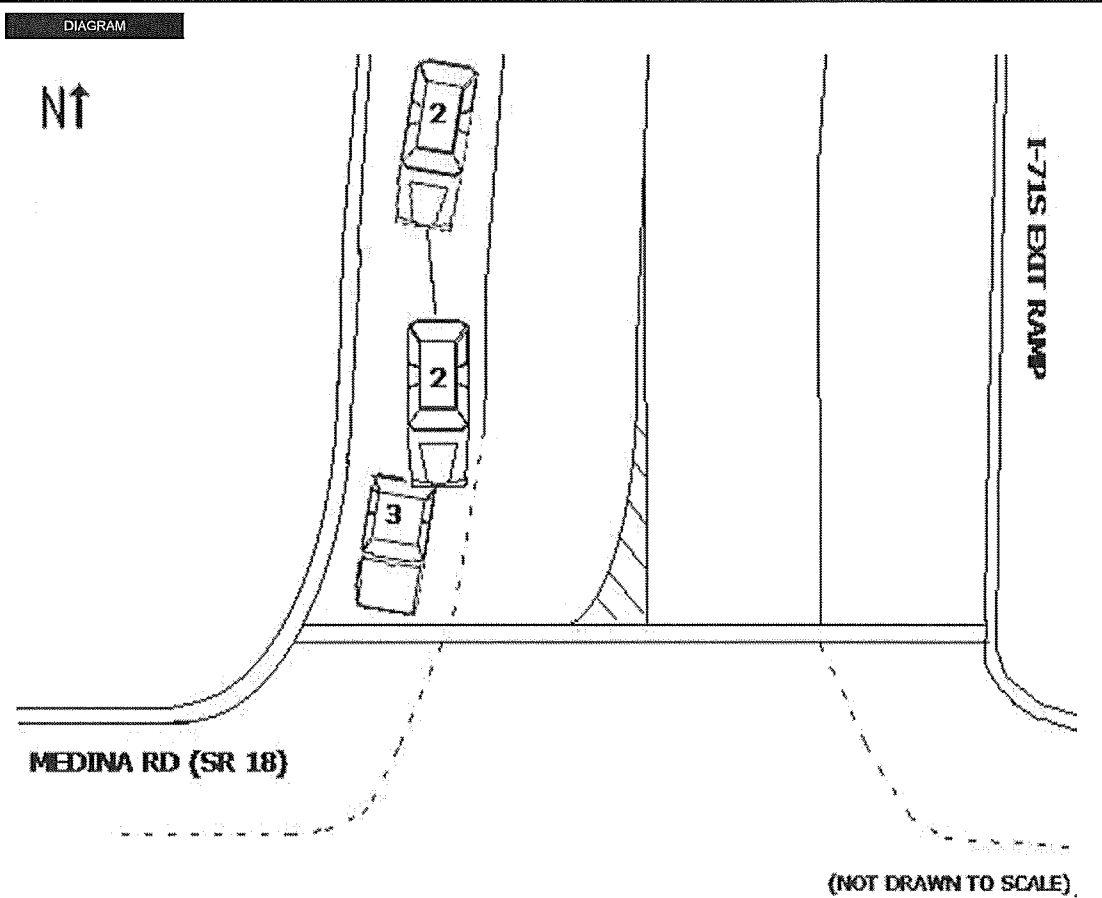 DIAGRAM
N↑
2
I-71S EXIT RAMP
2
3
MEDINA RD (SR 18)
(NOT DRAWN TO SCALE)